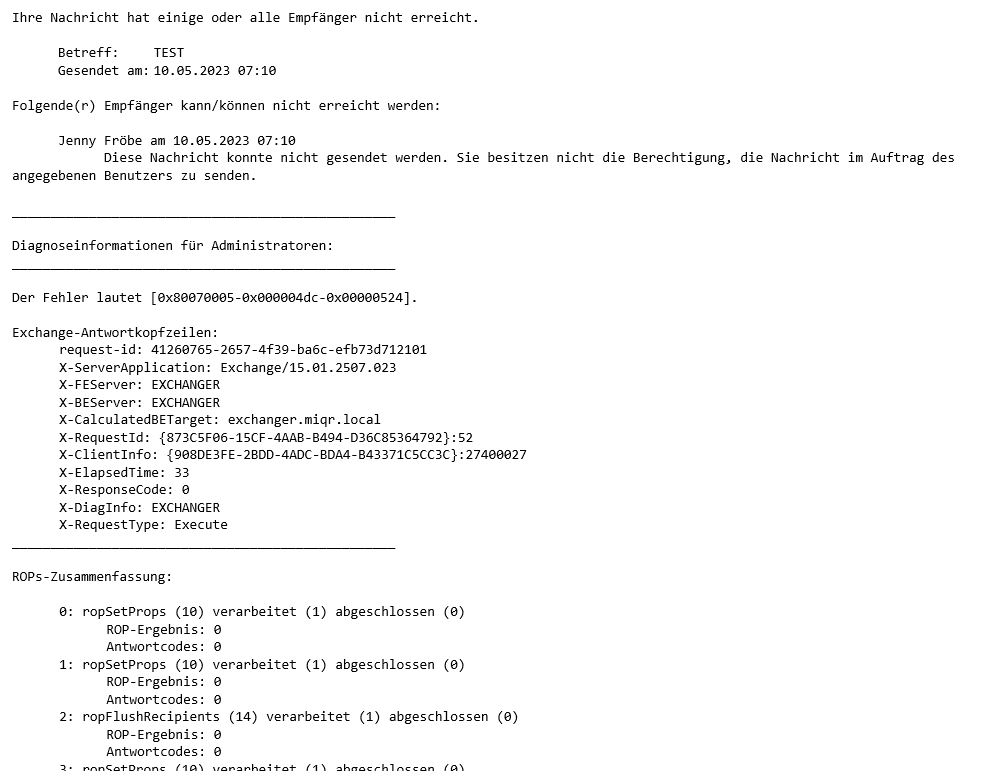 Ihre Nachricht hat einige oder alle Empfänger nicht erreicht.
Betreff: TEST
Gesendet am: 10.05.2023 07:10
Folgende(r) Empfänger kann/können nicht erreicht werden:
Jenny Fröbe am 10.05.2023 07:10
Diese Nachricht konnte nicht gesendet werden. Sie besitzen nicht die Berechtigung, die Nachricht im Auftrag des
angegebenen Benutzers zu senden.
Diagnoseinformationen für Administratoren:
Der Fehler lautet [0x80070005-0x000004dc-0x00000524].
Exchange-Antwortkopfzeilen:
request-id: 41260765-2657-4f39-ba6c-efb73d712101
X-ServerApplication: Exchange/15.01.2507.023
X-FEServer: EXCHANGER
X-BEServer: EXCHANGER
X-CalculatedBETarget: exchanger.miqr.local
X-RequestId: {873C5F06-15CF-4AAB-B494-D36C85364792}:52
X-ClientInfo: {908DE3FE-2BDD-4ADC-BDA4-B43371C5CC3C}:27400027
X-ElapsedTime: 33
X-ResponseCode: 0
X-DiagInfo: EXCHANGER
X-RequestType: Execute
ROPs-Zusammenfassung:
0: ropSetProps (10) verarbeitet (1) abgeschlossen (0)
ROP-Ergebnis: 0
Antwortcodes: 0
1: ropSetProps (10) verarbeitet (1) abgeschlossen (0)
ROP-Ergebnis: 0
Antwortcodes: 0
2: ropFlushRecipients (14) verarbeitet (1) abgeschlossen (0)
ROP-Ergebnis: 0
Antwortcodes: 0
3: ropSetProps (10) verarbeitet (1) abgeschlossen (0)